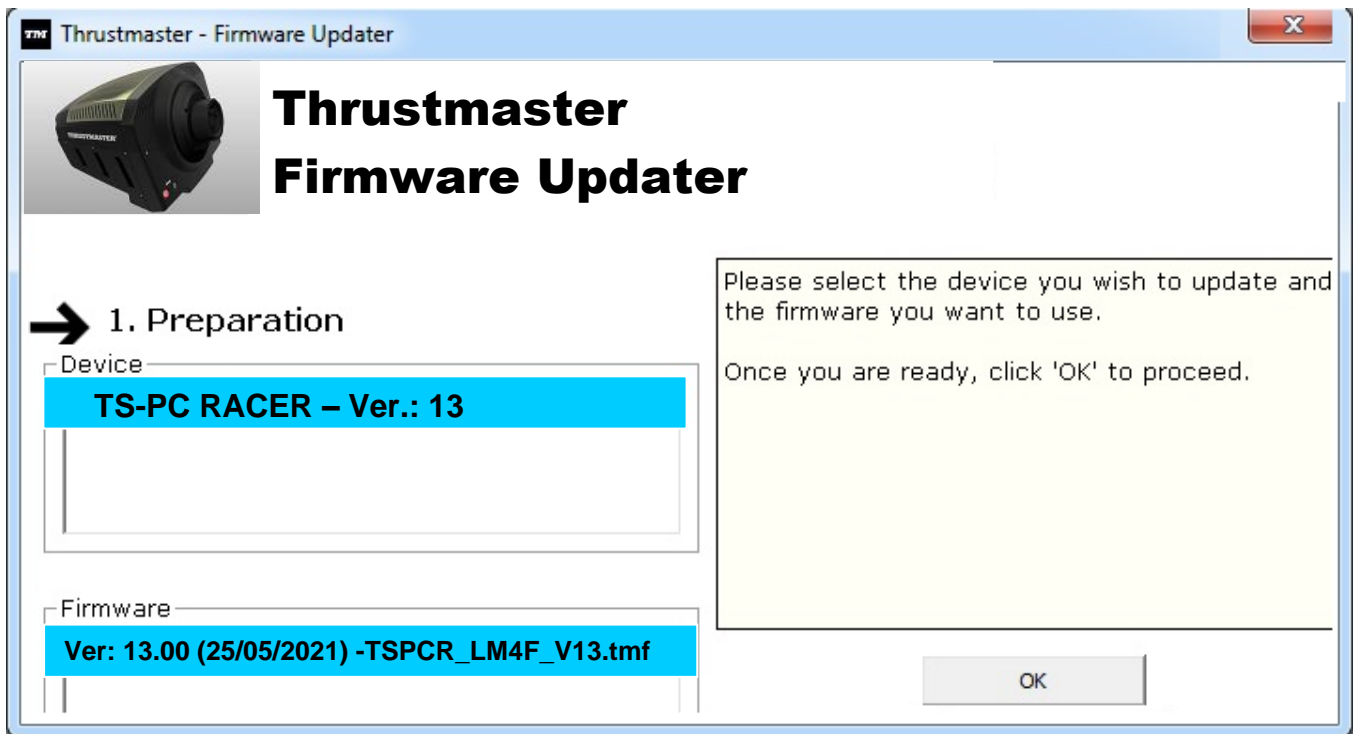 TM Thrustmaster - Firmware Updater
X
THRUSTMASTER
Thrustmaster
Firmware Updater
1. Preparation
Device
TS-PC RACER – Ver.: 13
Firmware
Ver: 13.00 (25/05/2021) -TSPCR_LM4F_V13.tmf
Please select the device you wish to update and
the firmware you want to use.
Once you are ready, click 'OK' to proceed.
OK